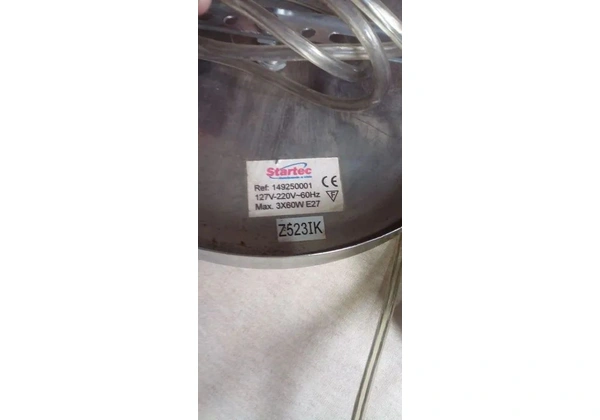 Startec
Ref: 149250001
127V-220V~60Hz
Max. 3X60W E27
CE
F
Z523IK